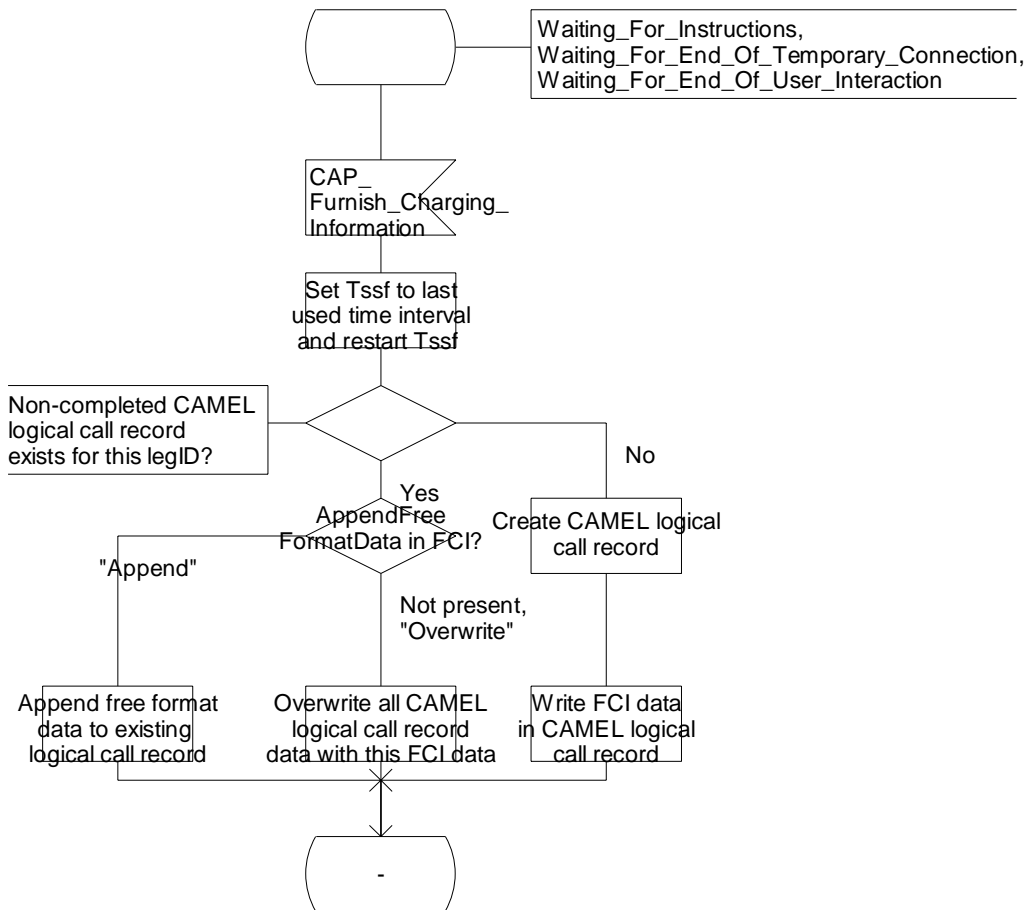 Waiting_For_Instructions,
Waiting_For_End_Of_Temporary_Connection,
Waiting_For_End_Of_User_Interaction
CAP_
Furnish_Charging_
Information
Set Tssf to last
used time interval
and restart Tssf
Non-completed CAMEL
logical call record
exists for this legID?
No
Yes
AppendFree
FormatData in FCI?
Create CAMEL logical
call record
"Append"
Not present,
"Overwrite"
Append free format
data to existing
logical call record
Overwrite all CAMEL
logical call record
data with this FCI data
Write FCI data
in CAMEL logical
call record
-